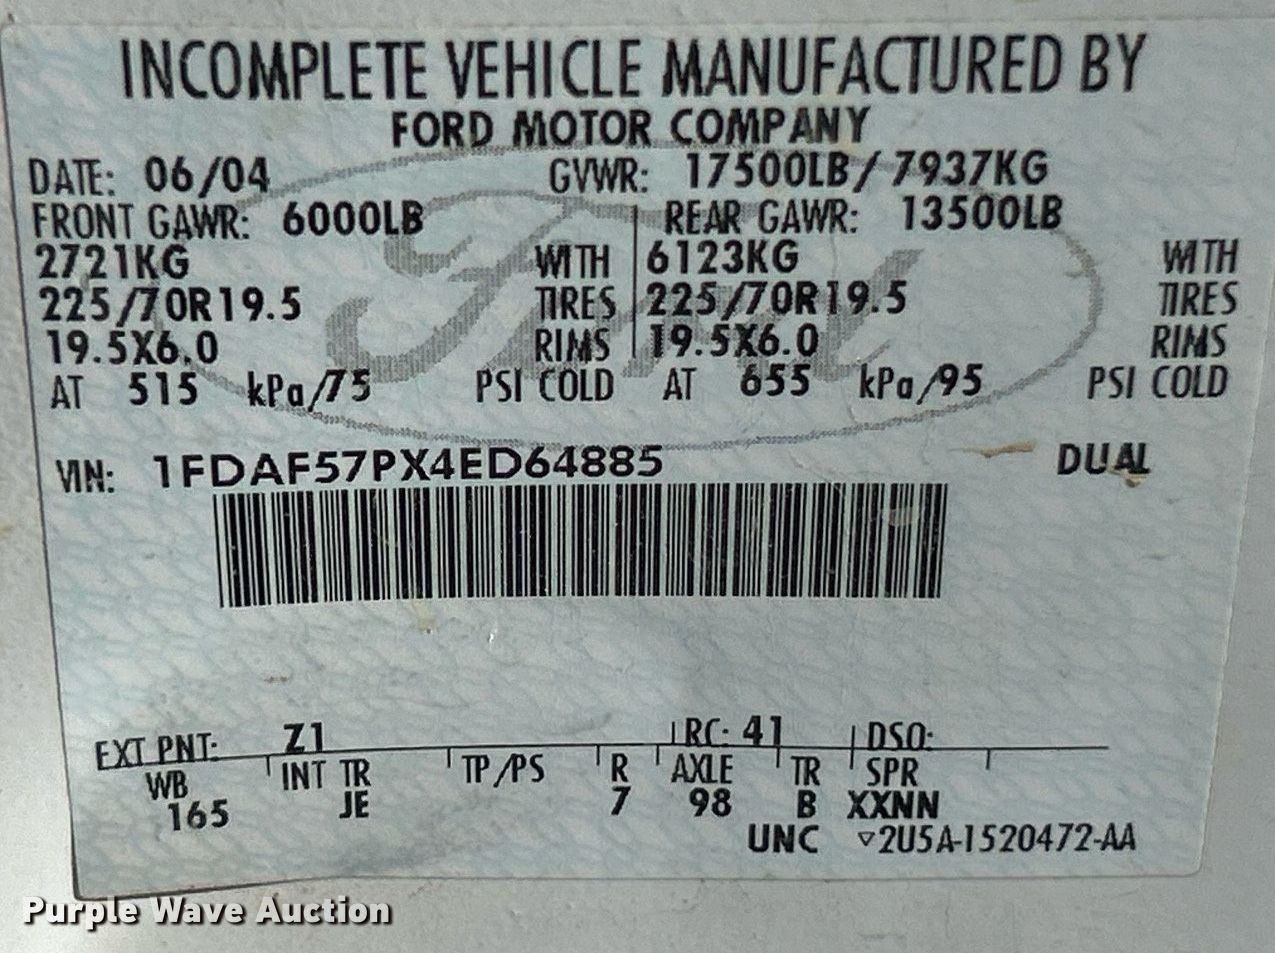 INCOMPLETE VEHICLE MANUFACTURED BY
FORD MOTOR COMPANY
DATE: 06/04 GVWR: 17500LB/ 7937KG
FRONT GAWR: 6000LB REAR GAWR: 13500LB
2721KG WITH 6123KG WITH
225/70R19.5 TIRES 225/70R19.5 TIRES
19.5X6.0 RIMS 19.5X6.0 RIMS
AT 515 kPa/75 PSI COLD AT 655 kPa/95 PSI COLD
VIN: 1FDAF57PX4ED64885 DUAL
EXT PNT: Z1 RC: 41 DSO:
WB INT TR TP/PS R AXLE TR SPR
165 JE 7 98 B XXNN
UNC ▽2U5A-1520472-AA
Ford
Purple Wave Auction